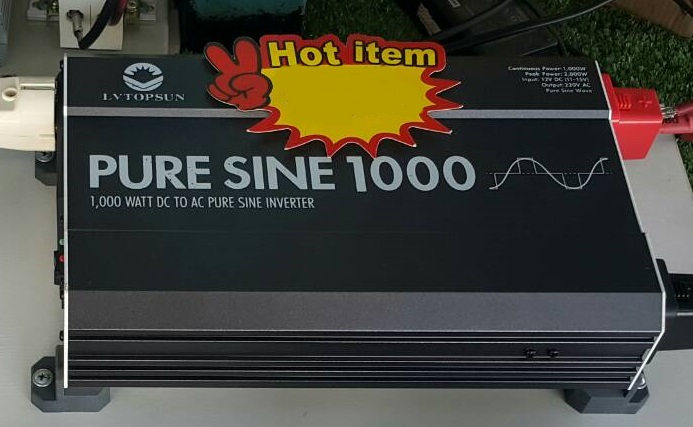 Hot item
LVTOPSUN
Continuous Power: 1,000W
Peak Power: 2,000W
Input: 12V DC (11~15V)
Output: 220V AC
Pure Sine Wave
PURE SINE 1000
1,000 WATT DC TO AC PURE SINE INVERTER